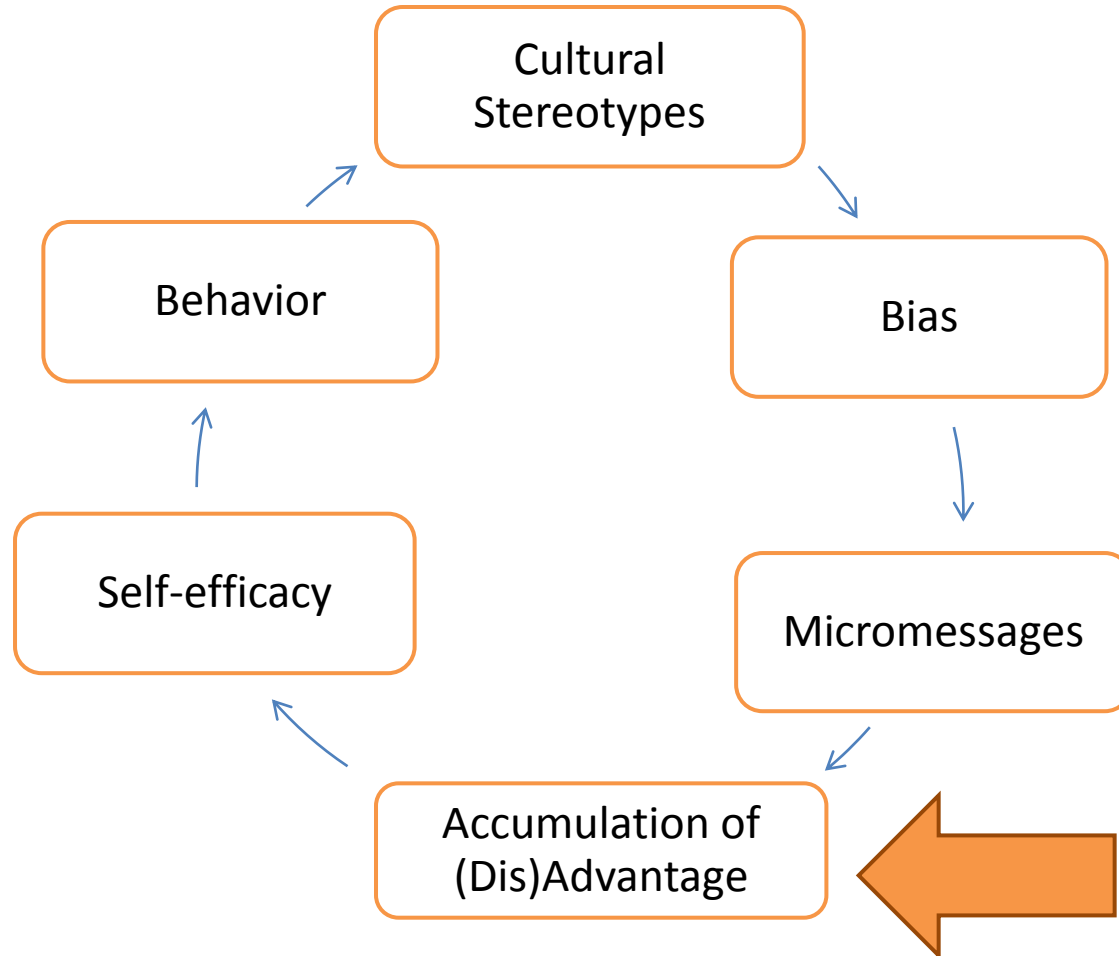 Cultural
Stereotypes
Bias
Micromessages
Accumulation of
(Dis)Advantage
Self-efficacy
Behavior